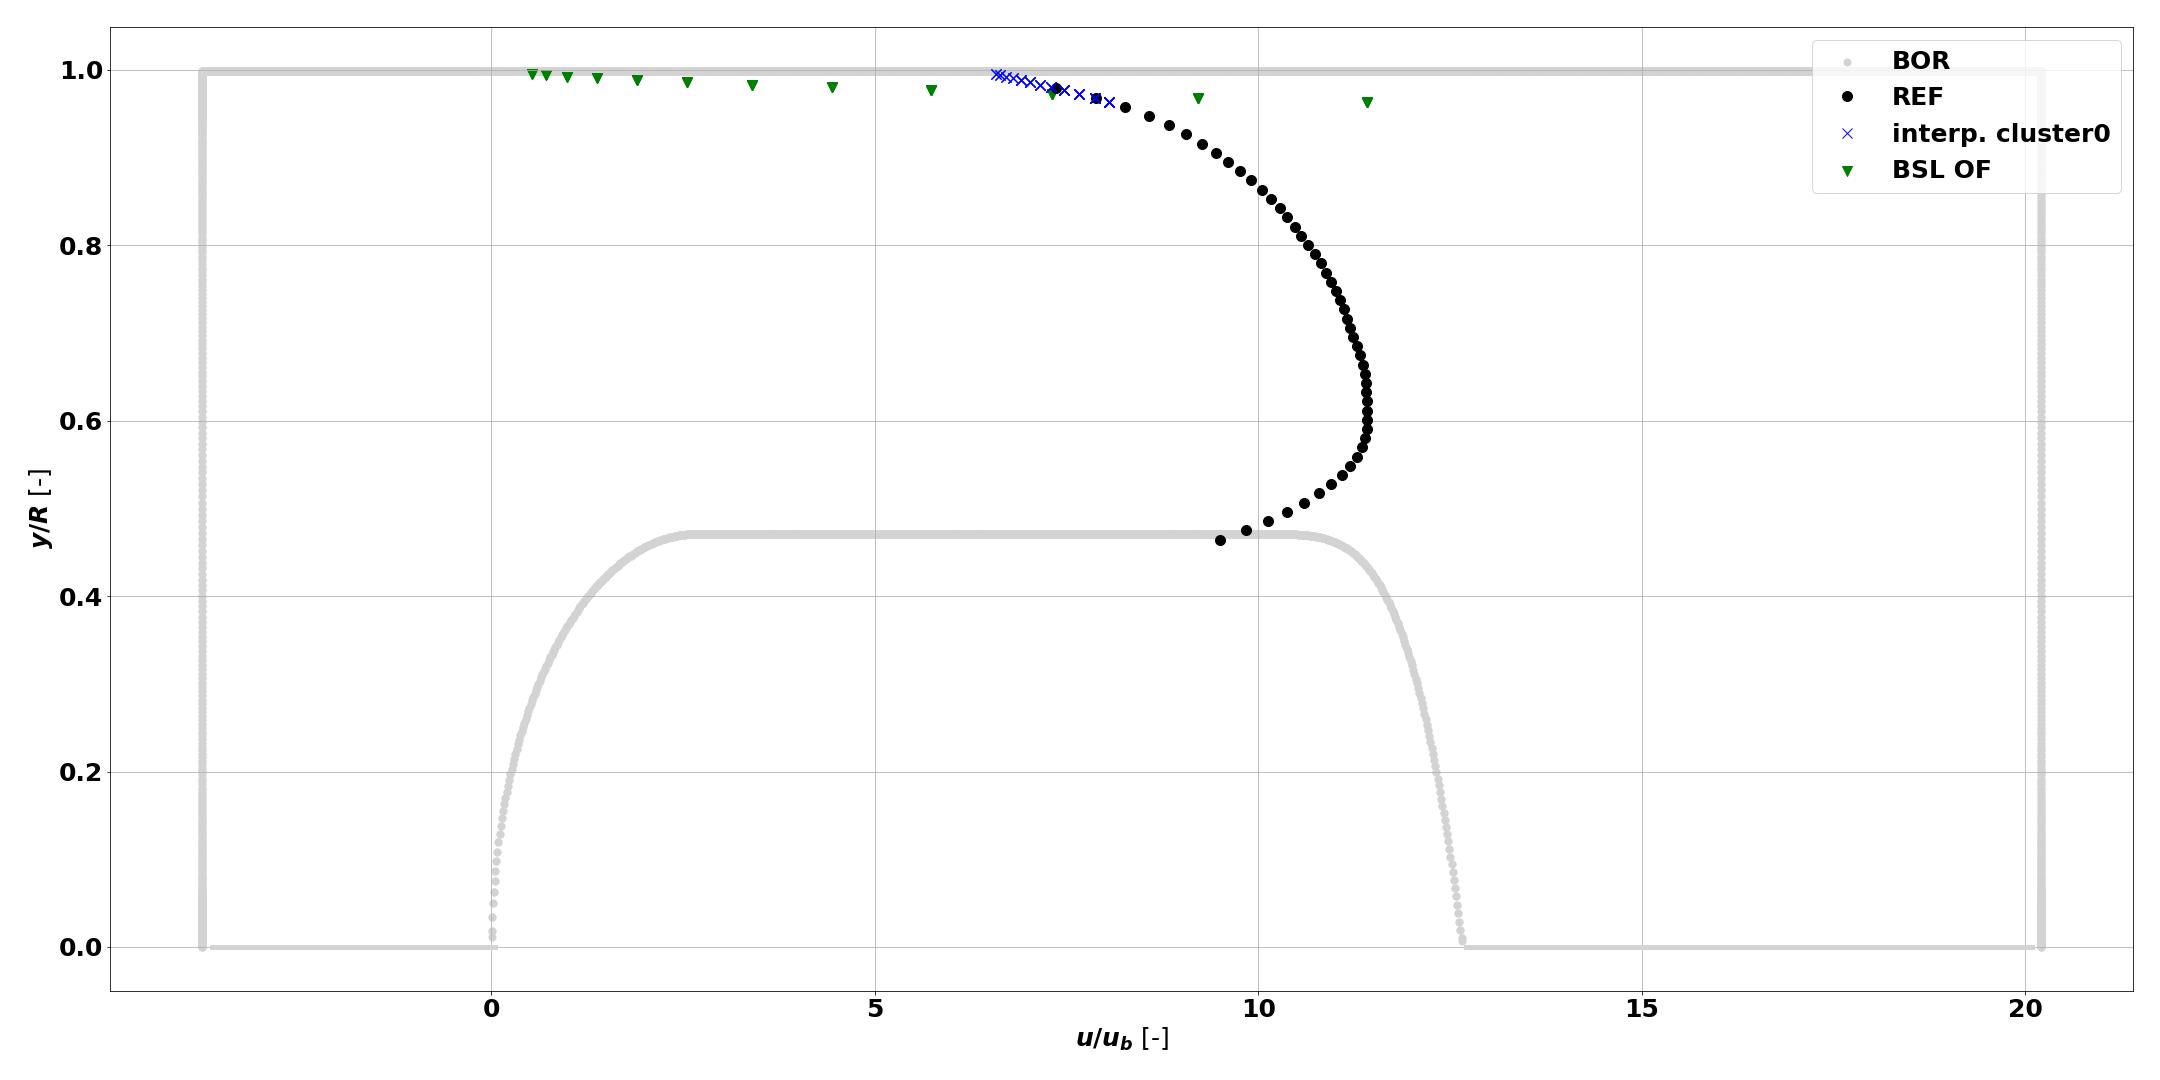 BOR
REF
interp. cluster0
BSL OF
1.0
0.8
0.6
0.4
0.2
0.0
y/R [-]
0 5 10 15 20
u/u_b [-]